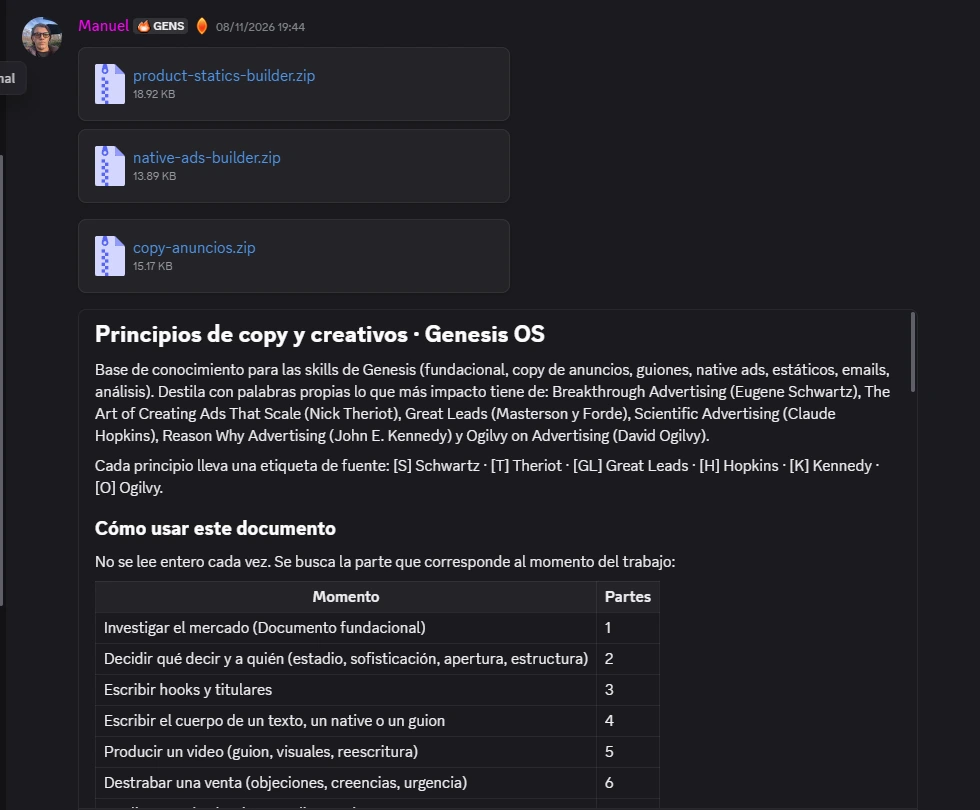 Manuel GENS 08/11/2026 19:44
nal
product-statics-builder.zip
18.92 KB
native-ads-builder.zip
13.89 KB
copy-anuncios.zip
15.17 KB
Principios de copy y creativos · Genesis OS
Base de conocimiento para las skills de Genesis (fundacional, copy de anuncios, guiones, native ads, estáticos, emails,
análisis). Destila con palabras propias lo que más impacto tiene de: Breakthrough Advertising (Eugene Schwartz), The
Art of Creating Ads That Scale (Nick Theriot), Great Leads (Masterson y Forde), Scientific Advertising (Claude
Hopkins), Reason Why Advertising (John E. Kennedy) y Ogilvy on Advertising (David Ogilvy).
Cada principio lleva una etiqueta de fuente: [S] Schwartz · [T] Theriot · [GL] Great Leads · [H] Hopkins · [K] Kennedy ·
[O] Ogilvy.
Cómo usar este documento
No se lee entero cada vez. Se busca la parte que corresponde al momento del trabajo:
Momento Partes
Investigar el mercado (Documento fundacional) 1
Decidir qué decir y a quién (estadio, sofisticación, apertura, estructura) 2
Escribir hooks y titulares 3
Escribir el cuerpo de un texto, un native o un guion 4
Producir un video (guion, visuales, reescritura) 5
Destrabar una venta (objeciones, creencias, urgencia) 6